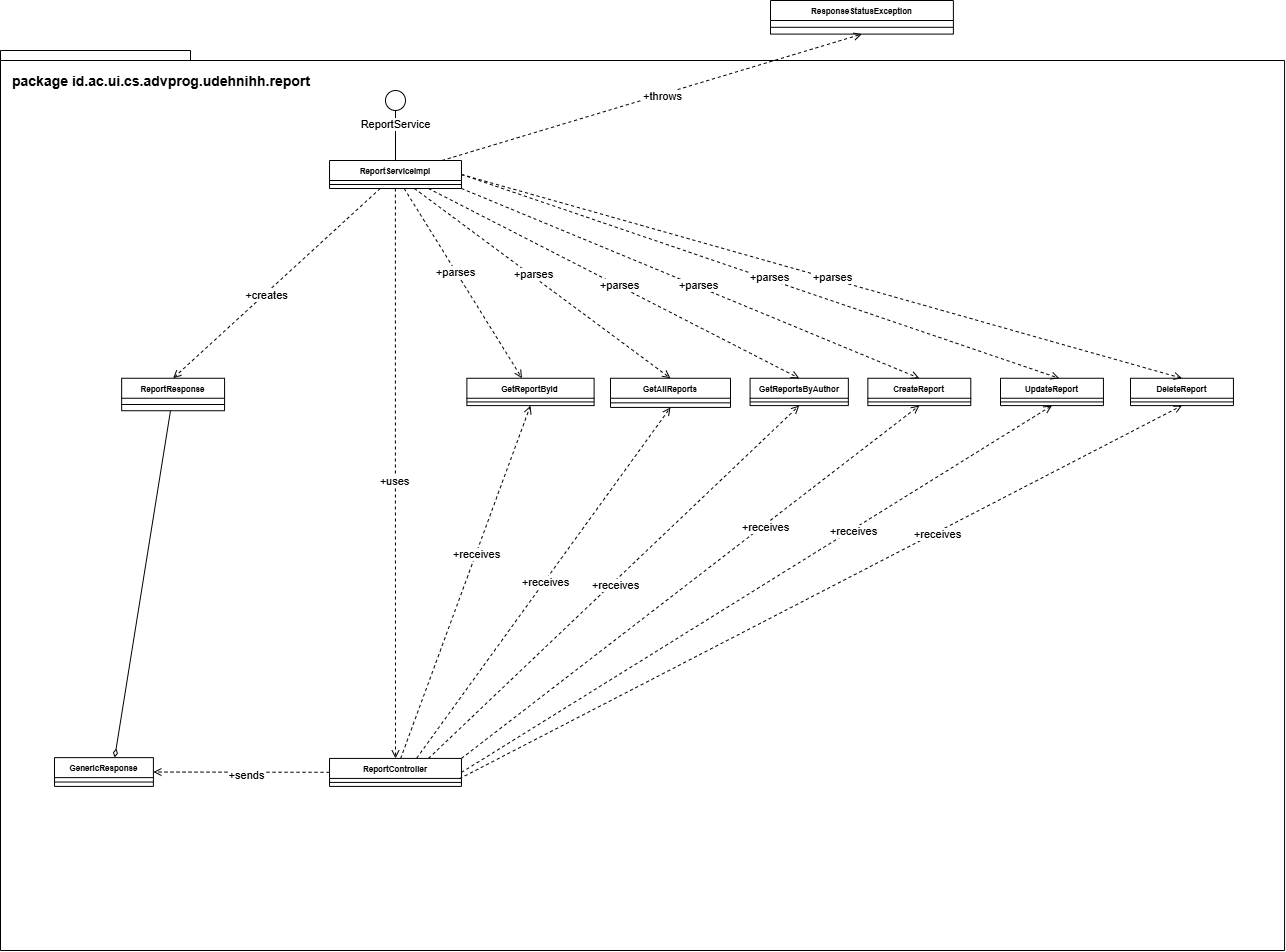 ResponseStatusException
package id.ac.ui.cs.advprog.udehnihh.report
+throws
ReportService
ReportServiceImpl
+parses
+parses
+parses
+parses
+parses
+parses
+creates
ReportResponse
GetReportById
GetAllReports
GetReportsByAuthor
CreateReport
UpdateReport
DeleteReport
+uses
+receives
+receives
+receives
+receives
+receives
+receives
GenericResponse
+sends
ReportController